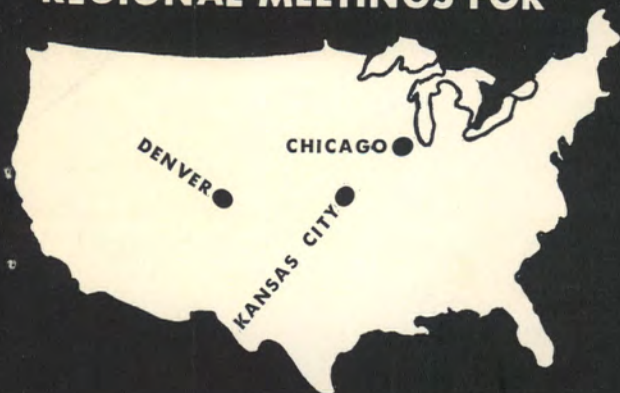 REGIONAL MEETINGS FOR
DENVER
CHICAGO
KANSAS CITY